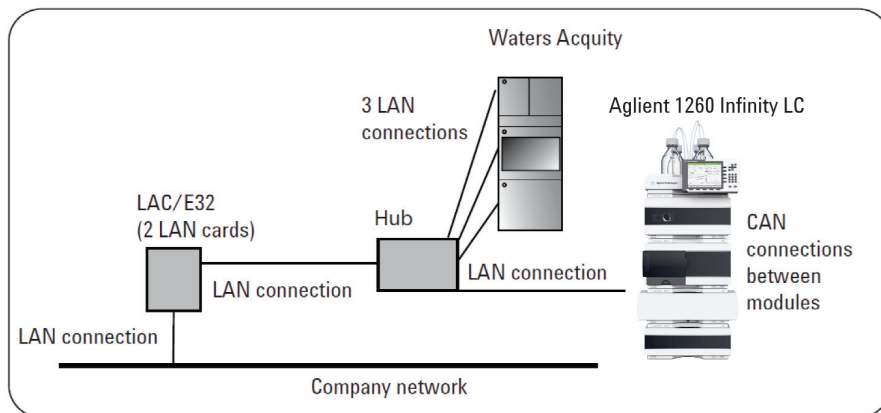 Waters Acquity
3 LAN
connections
Aglient 1260 Infinity LC
LAC/E32
(2 LAN cards)
Hub
CAN
connections
between
modules
LAN connection
LAN connection
LAN connection
Company network